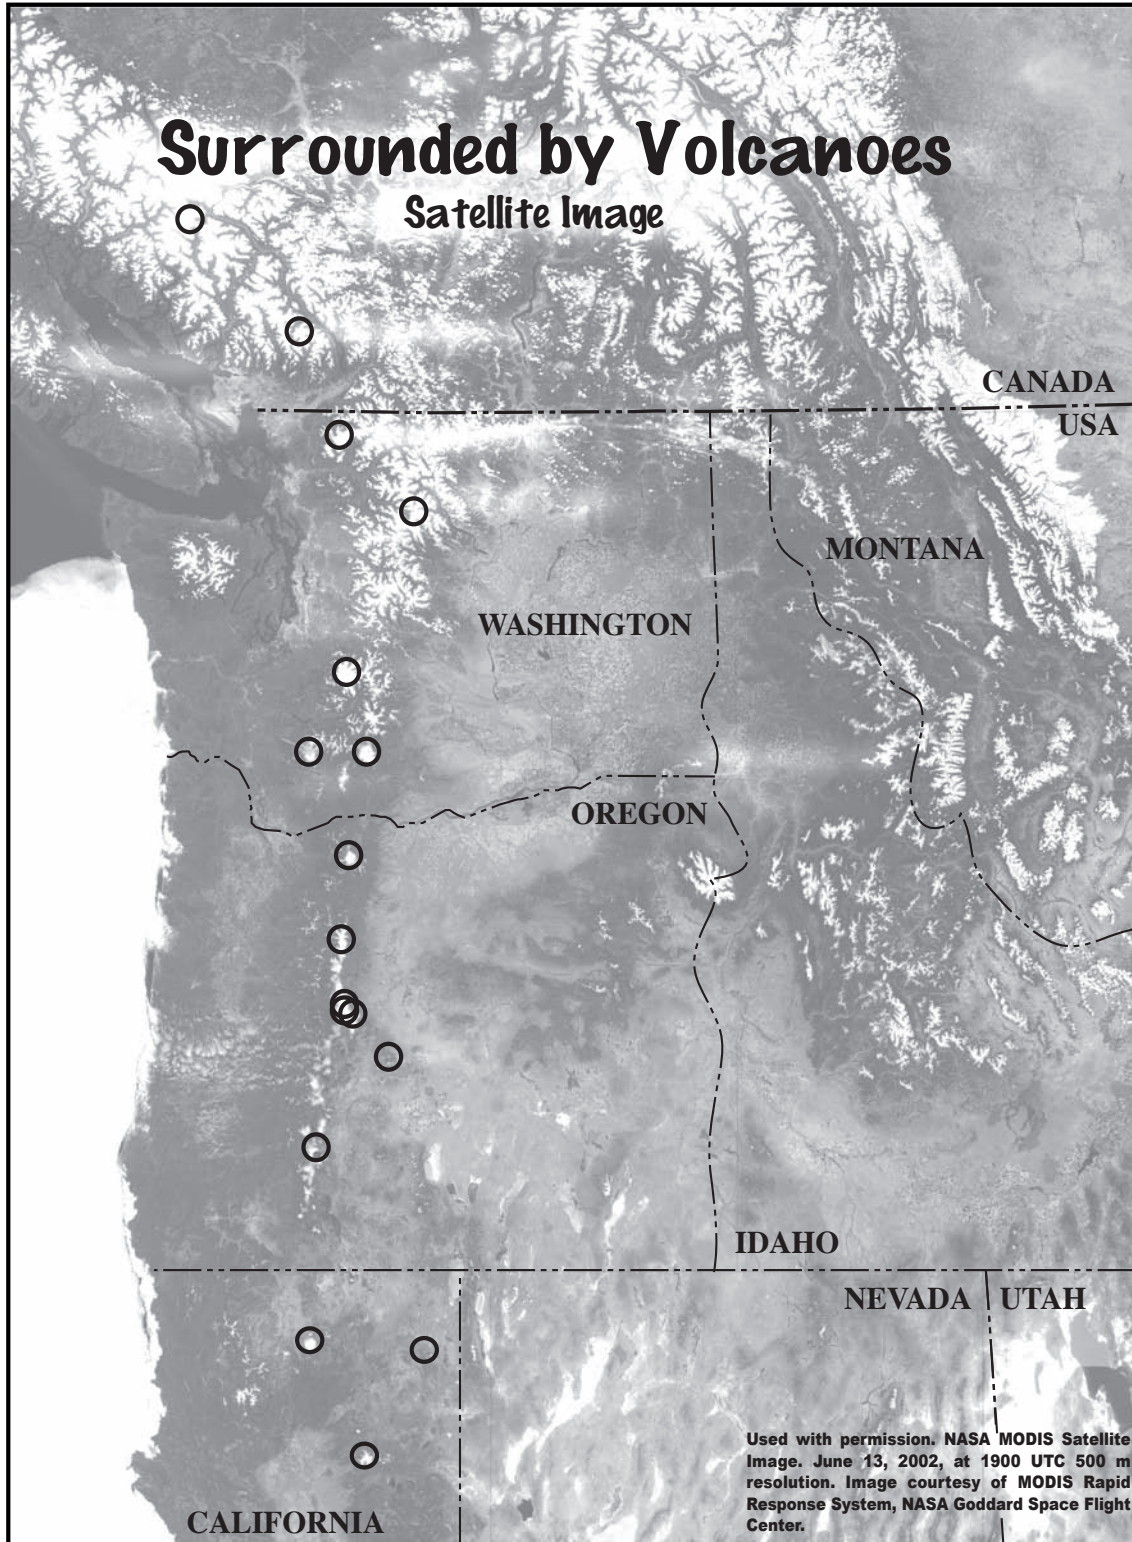 Surrounded by Volcanoes
Satellite Image
CANADA
USA
MONTANA
WASHINGTON
OREGON
IDAHO
NEVADA
UTAH
Used with permission. NASA MODIS Satellite
Image. June 13, 2002, at 1900 UTC 500 m
resolution. Image courtesy of MODIS Rapid
Response System, NASA Goddard Space Flight
Center.
CALIFORNIA